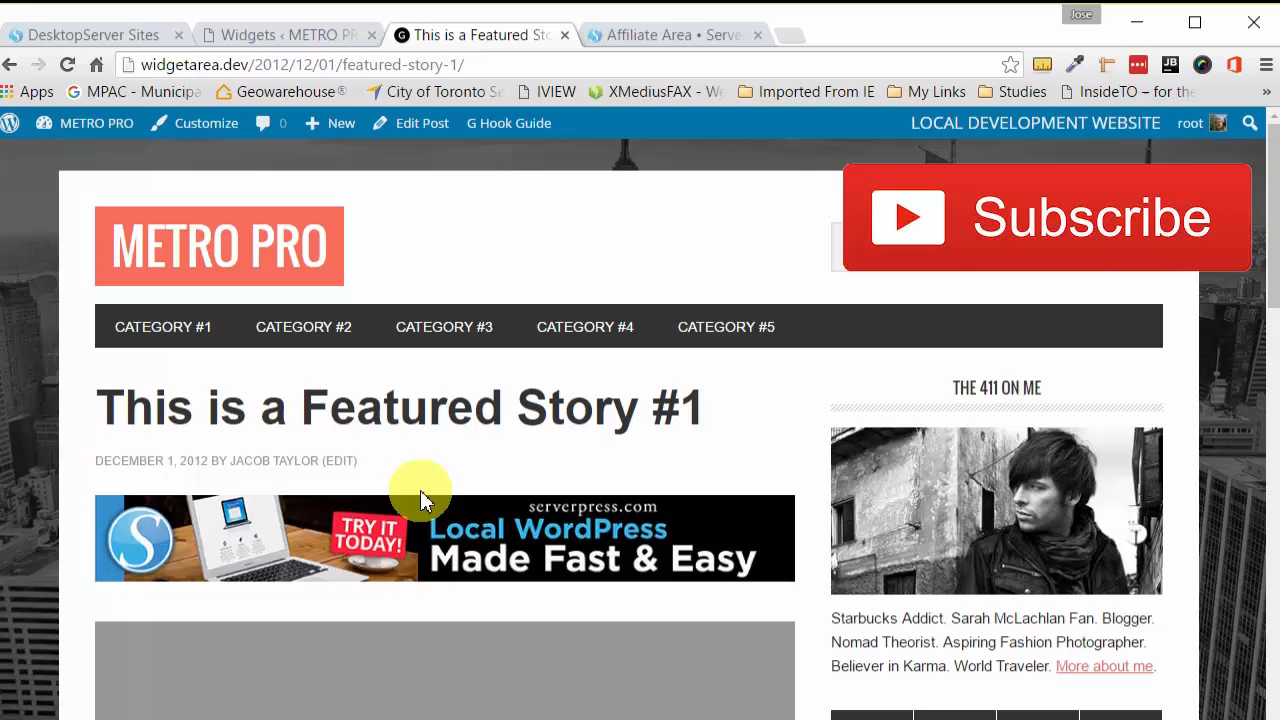 Jose
DesktopServer Sites
Widgets ‹ METRO PR
This is a Featured Sto
Affiliate Area • Serve
widgetarea.dev/2012/12/01/featured-story-1/
Apps
MPAC - Municipa
Geowarehouse®
City of Toronto Se
IVIEW
XMediusFAX - We
Imported From IE
My Links
Studies
InsideTO – for the
»
METRO PRO
Customize
0
New
Edit Post
G Hook Guide
LOCAL DEVELOPMENT WEBSITE
root
Subscribe
METRO PRO
CATEGORY #1
CATEGORY #2
CATEGORY #3
CATEGORY #4
CATEGORY #5
This is a Featured Story #1
DECEMBER 1, 2012 BY JACOB TAYLOR (EDIT)
TRY IT
TODAY!
serverpress.com
Local WordPress
Made Fast & Easy
THE 411 ON ME
Starbucks Addict. Sarah McLachlan Fan. Blogger.
Nomad Theorist. Aspiring Fashion Photographer.
Believer in Karma. World Traveler. More about me.